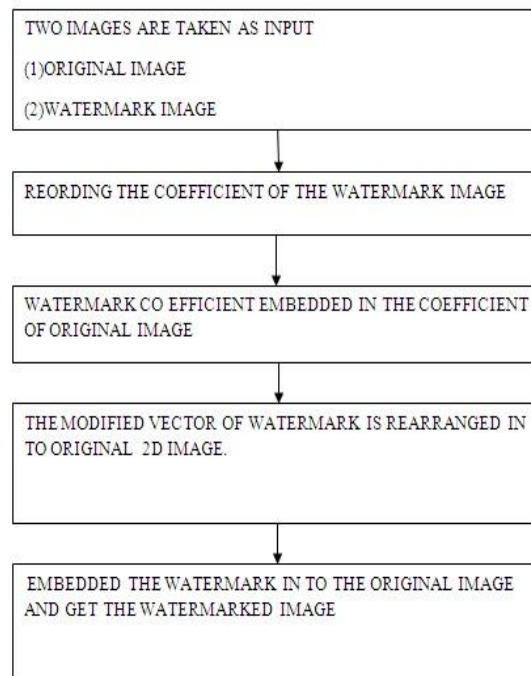 TWO IMAGES ARE TAKEN AS INPUT
(1)ORIGINAL IMAGE
(2)WATERMARK IMAGE
REORDING THE COEFFICIENT OF THE WATERMARK IMAGE
WATERMARK CO EFFICIENT EMBEDDED IN THE COEFFICIENT
OF ORIGINAL IMAGE
THE MODIFIED VECTOR OF WATERMARK IS REARRANGED IN
TO ORIGINAL 2D IMAGE.
EMBEDDED THE WATERMARK IN TO THE ORIGINAL IMAGE
AND GET THE WATERMARKED IMAGE